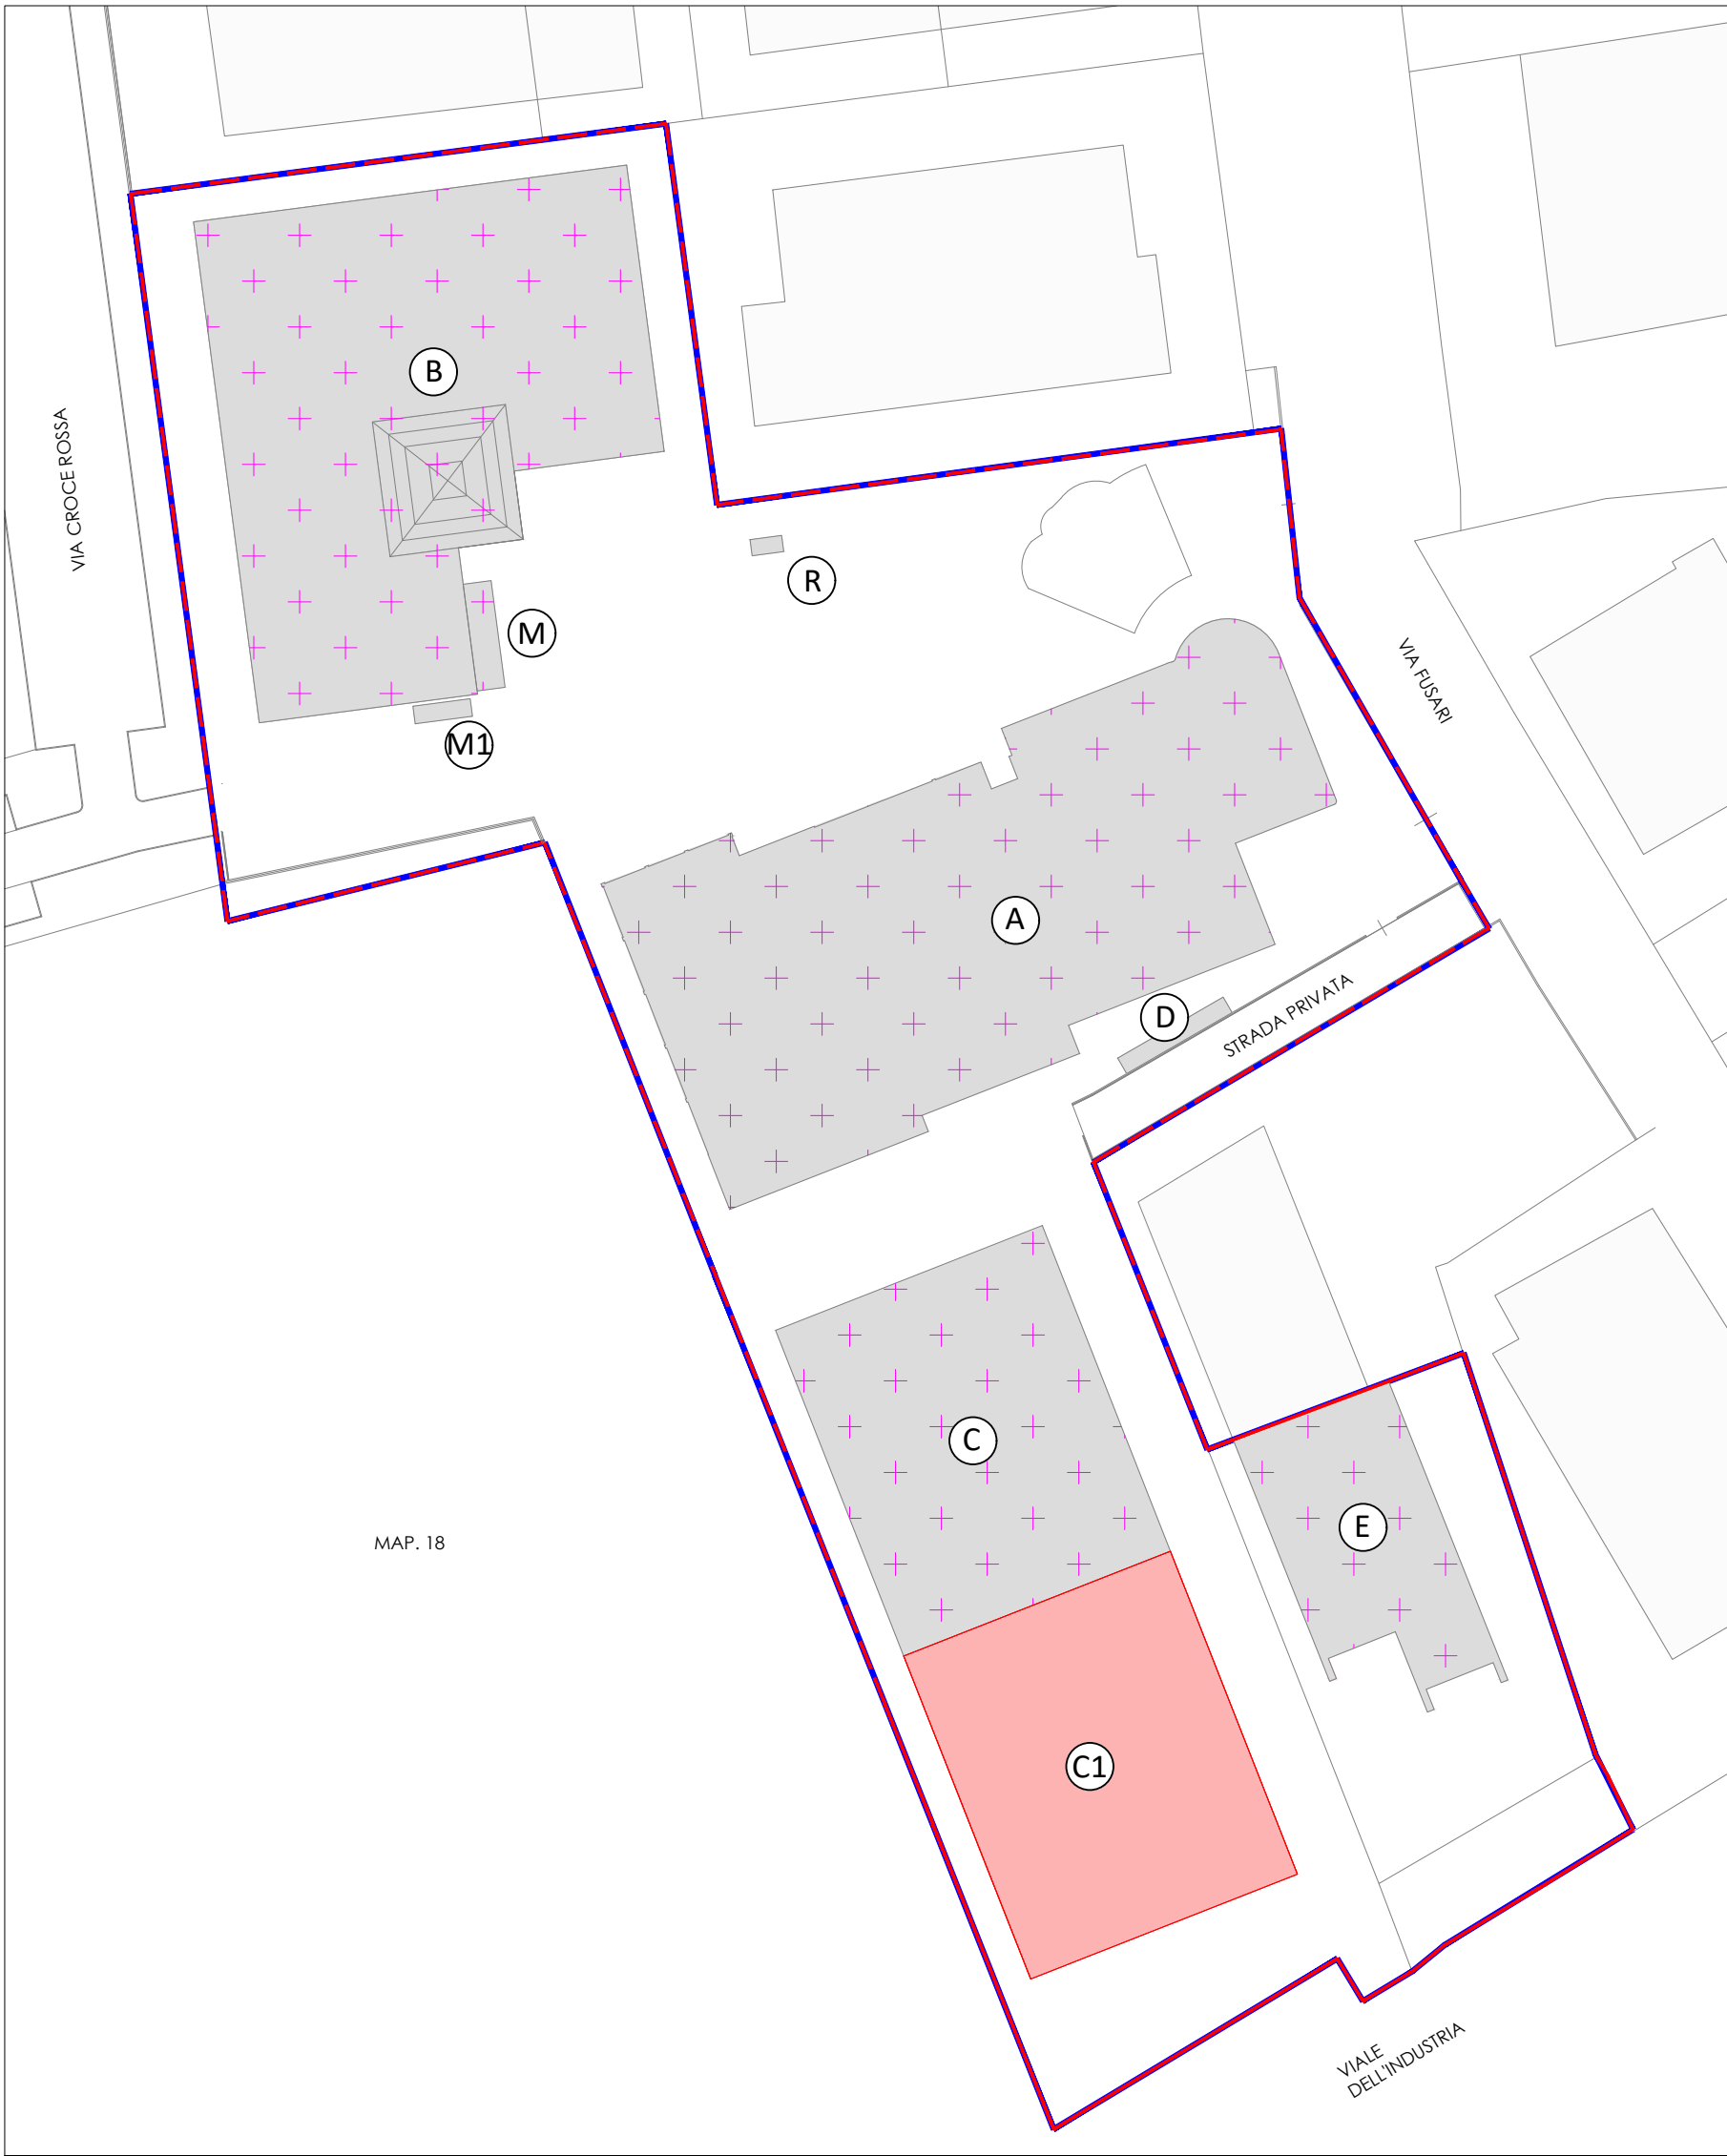 B
VIA CROCE ROSSA
R
M
VIA FUSARI
M1
A
D
STRADA PRIVATA
C
E
MAP. 18
C1
VIALE
DELL'INDUSTRIA